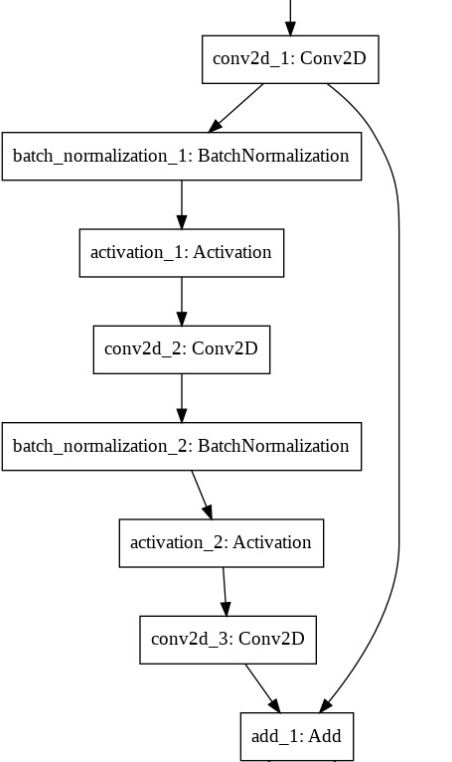 conv2d_1: Conv2D
batch_normalization_1: BatchNormalization
activation_1: Activation
conv2d_2: Conv2D
batch_normalization_2: BatchNormalization
activation_2: Activation
conv2d_3: Conv2D
add_1: Add